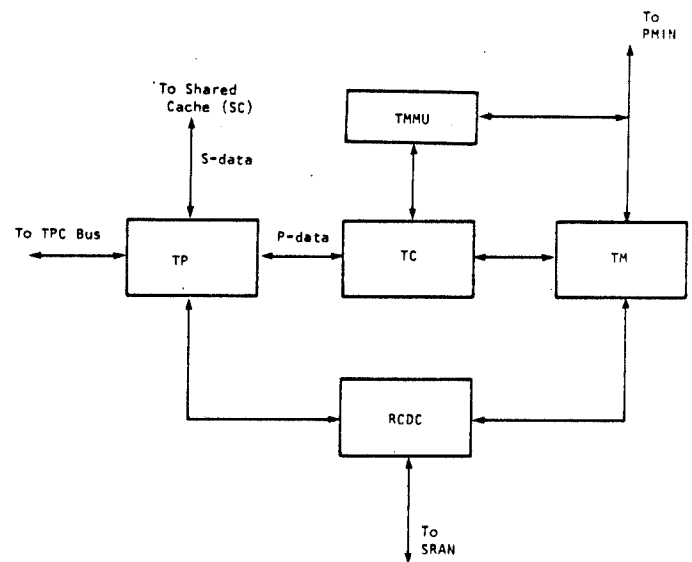 To
PMIN
To Shared
Cache (SC)
TMMU
S-data
To TPC Bus
P-data
TP
TC
TM
RCDC
To
SRAN